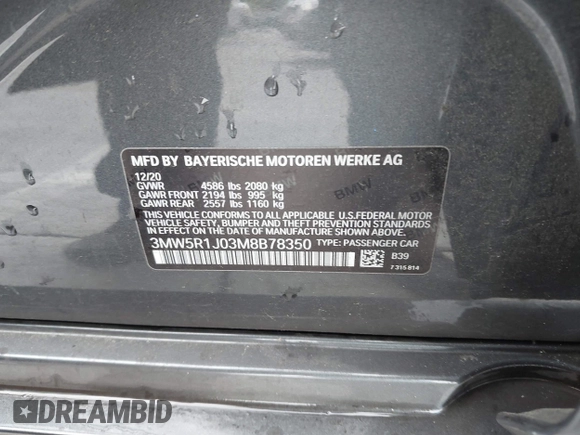 MFD BY BAYERISCHE MOTOREN WERKE AG
12/20
GVWR 4586 lbs 2080 kg
GAWR FRONT 2194 lbs 995 kg
GAWR REAR 2557 lbs 1160 kg
THIS VEHICLE CONFORMS TO ALL APPLICABLE U.S.FEDERAL MOTOR
VEHICLE SAFETY, BUMPER AND THEFT PREVENTION STANDARDS
IN EFFECT ON THE DATE OF MANUFACTURE SHOWN ABOVE.
3MW5R1J03M8B78350 TYPE: PASSENGER CAR
B39
7 315 814
BMW
BMW
DREAMBID